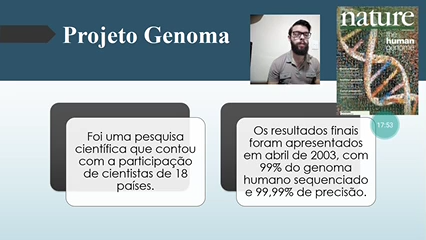 Projeto Genoma
nature
the
human
genome
17:53
Foi uma pesquisa
científica que contou
com a participação
de cientistas de 18
países.
Os resultados finais
foram apresentados
em abril de 2003, com
99% do genoma
humano sequenciado
e 99,99% de precisão.